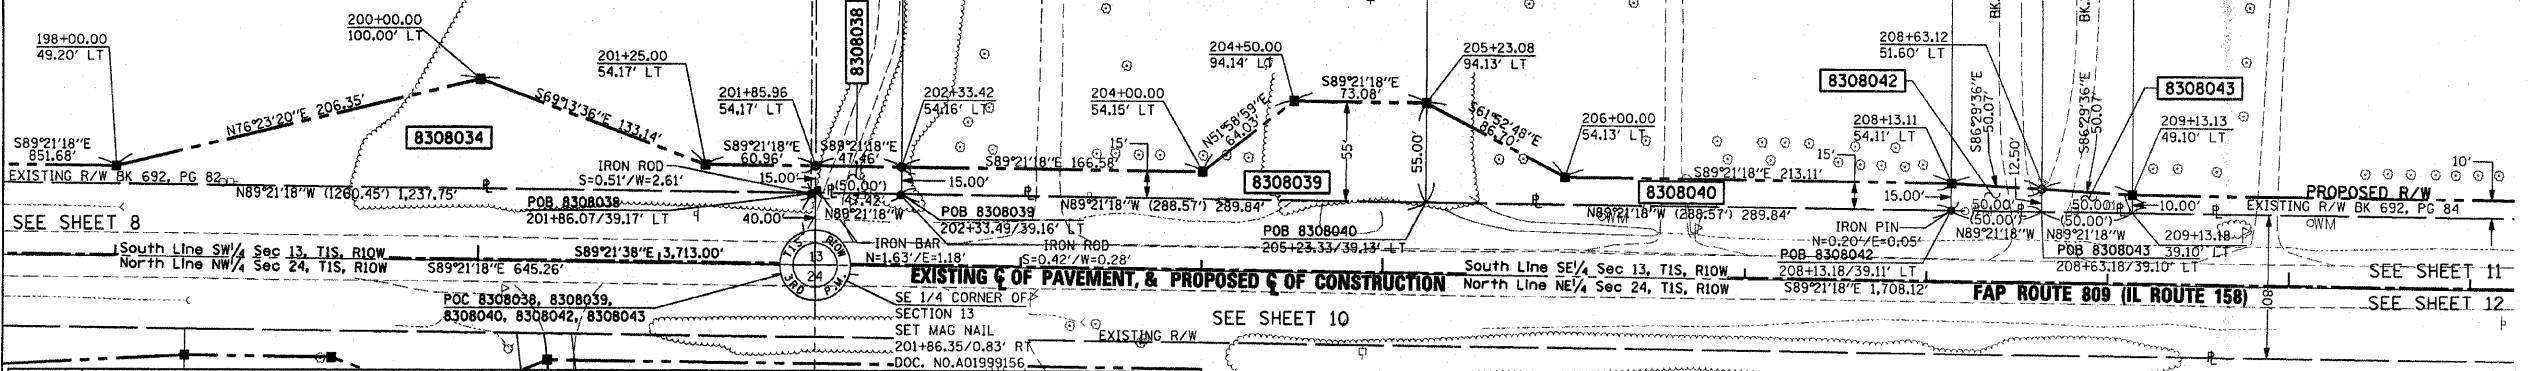 198+00.00
49.20' LT
200+00.00
100.00' LT
201+25.00
54.17' LT
8308038
201+85.96
54.17' LT
202+33.42
54.16' LT
204+00.00
54.15' LT
204+50.00
94.14' LT
205+23.08
94.13' LT
206+00.00
54.13' LT
208+63.12
51.60' LT
8308042
208+13.11
54.11' LT
8308043
209+13.13
49.10' LT
BK.
BK.
S89°21'18"E
851.68'
N76°23'20"E 206.35'
S69°13'36"E 133.14'
8308034
S89°21'18"E
60.96'
S89°21'18"E
47.46'
S89°21'18"E 166.58'
15'
N51°58'59"E
64.03'
S89°21'18"E
73.08'
55'
55.00'
S61°52'48"E
86.70'
S89°21'18"E 213.11'
15'
S86°29'36"E
50.07'
12.50'
S86°29'36"E
50.07'
10'
EXISTING R/W BK 692, PG 82
N89°21'18"W (1260.45') 1,237.75'
IRON ROD
S=0.51'/W=2.61'
15.00'
(50.00')
47.42'
N89°21'18"W
15.00'
8308039
8308040
N89°21'18"W (288.57') 289.84'
N89°21'18"W (288.57') 289.84'
15.00'
50.00'
(50.00')
N89°21'18"W
50.00'
(50.00')
N89°21'18"W
10.00'
PROPOSED R/W
EXISTING R/W BK 692, PG 84
WM
WM
POB 8308038
201+86.07/39.17' LT
40.00'
POB 8308039
202+33.49/39.16' LT
POB 8308040
205+23.33/39.13' LT
IRON PIN
N=0.20'/E=0.05'
POB 8308042
208+13.18/39.11' LT
POB 8308043
208+63.18/39.10' LT
209+13.18
39.10' LT
SEE SHEET 8
IRON BAR
N=1.63'/E=1.18'
IRON ROD
S=0.42'/W=0.28'
South Line SW¼ Sec 13, T1S, R10W
North Line NW¼ Sec 24, T1S, R10W
S89°21'38"E 3,713.00'
S89°21'18"E 645.26'
T1S
R10W
13
24
3RD
P.M.
EXISTING ℄ OF PAVEMENT, & PROPOSED ℄ OF CONSTRUCTION
South Line SE¼ Sec 13, T1S, R10W
North Line NE¼ Sec 24, T1S, R10W
S89°21'18"E 1,708.12'
FAP ROUTE 809 (IL ROUTE 158)
80'
SEE SHEET 11
SEE SHEET 12
POC 8308038, 8308039,
8308040, 8308042, 8308043
SE 1/4 CORNER OF
SECTION 13
SET MAG NAIL
201+86.35/0.83' RT
DOC. NO.A01999156
SEE SHEET 10
EXISTING R/W